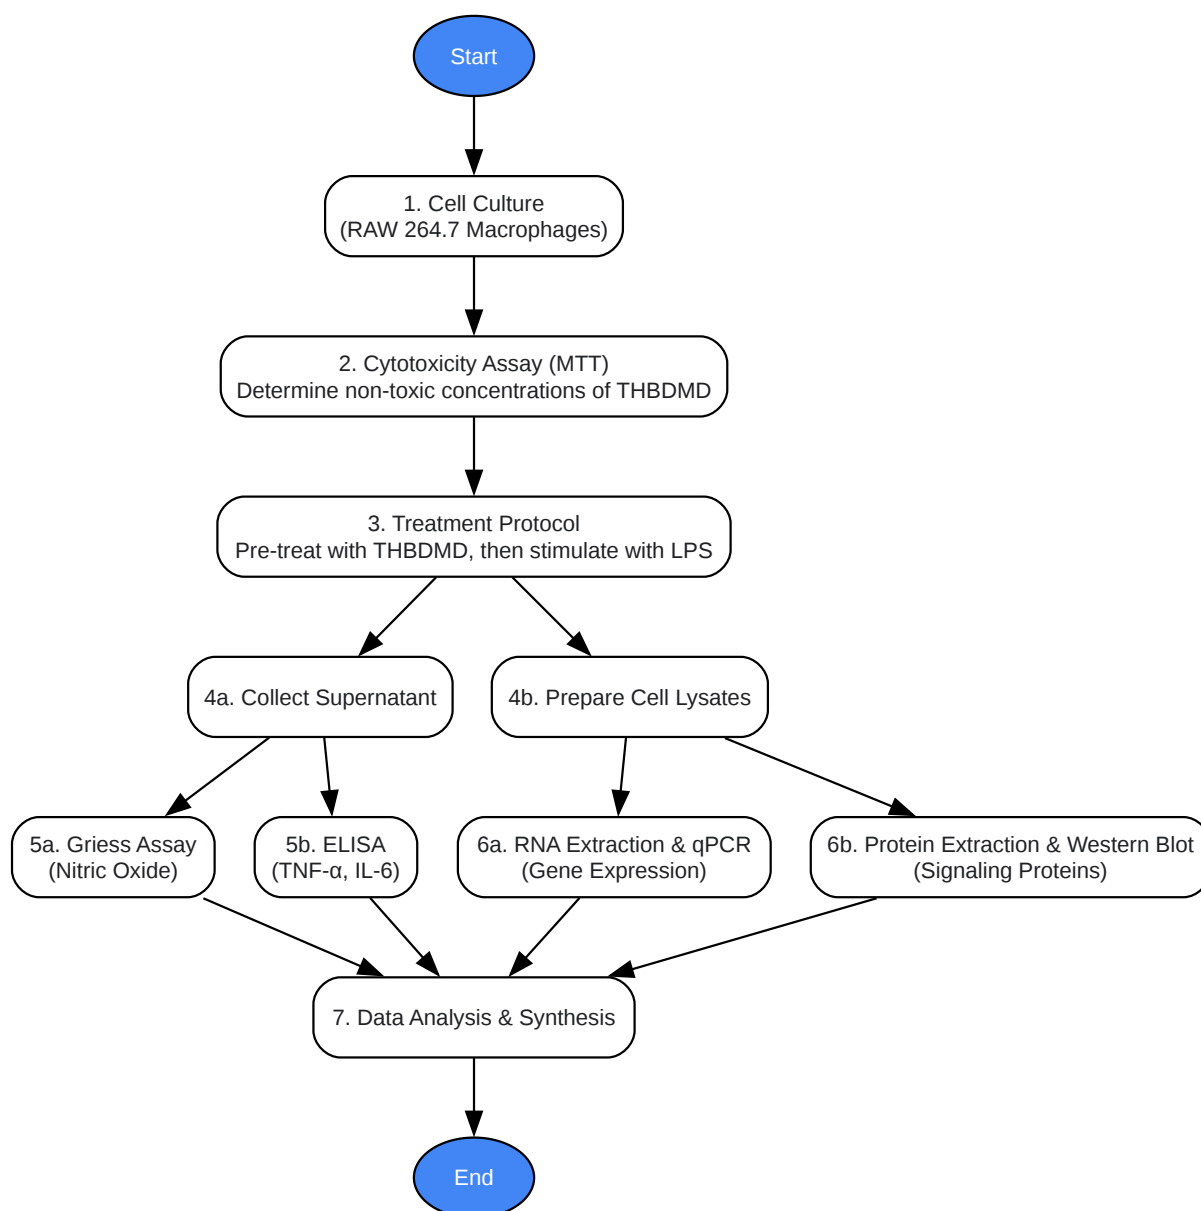 Start
1. Cell Culture
(RAW 264.7 Macrophages)
2. Cytotoxicity Assay (MTT)
Determine non-toxic concentrations of THBDMD
3. Treatment Protocol
Pre-treat with THBDMD, then stimulate with LPS
4a. Collect Supernatant
4b. Prepare Cell Lysates
5a. Griess Assay
(Nitric Oxide)
5b. ELISA
(TNF-α, IL-6)
6a. RNA Extraction & qPCR
(Gene Expression)
6b. Protein Extraction & Western Blot
(Signaling Proteins)
7. Data Analysis & Synthesis
End